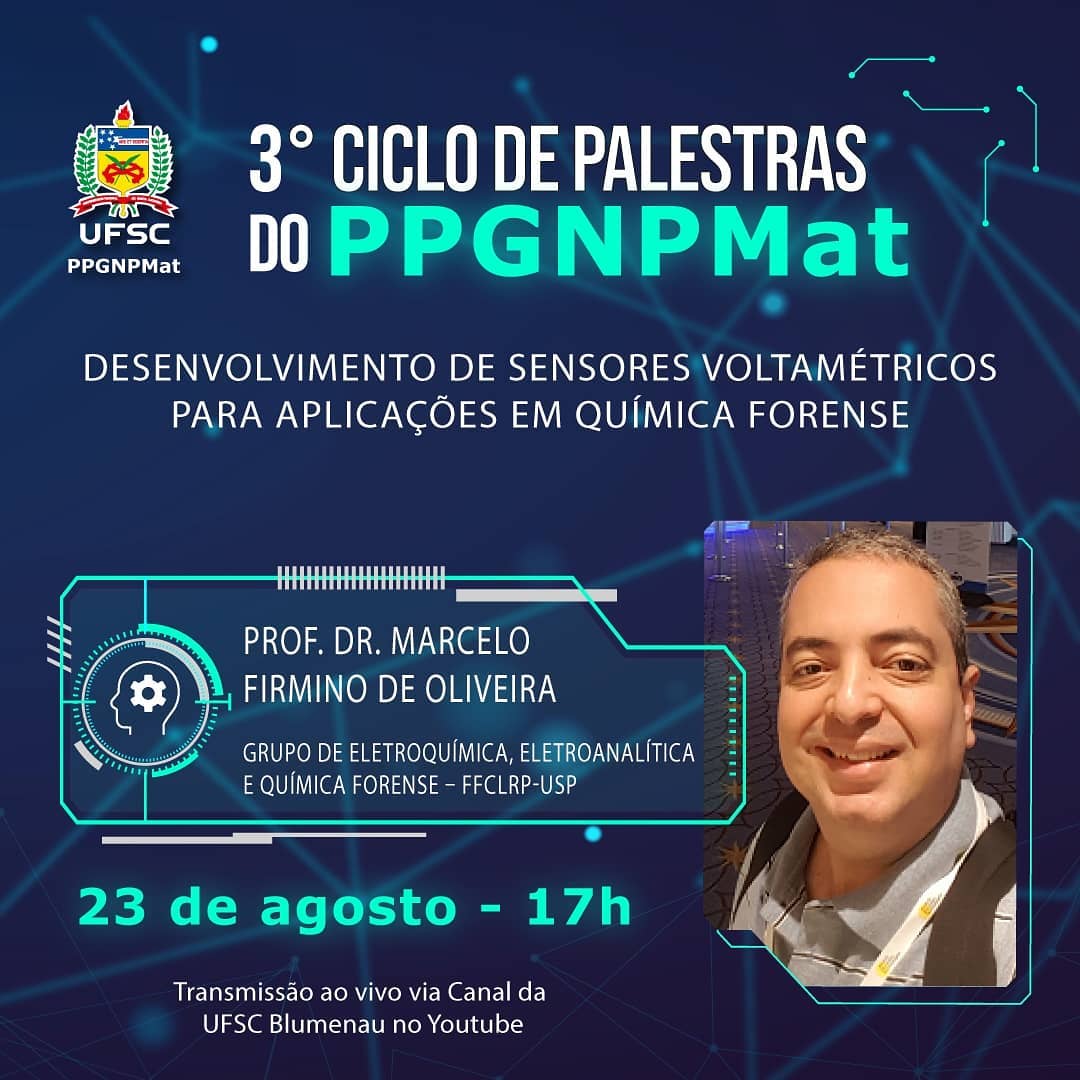 UFSC
PPGNPMat
3° CICLO DE PALESTRAS
DO PPGNPMat
DESENVOLVIMENTO DE SENSORES VOLTAMÉTRICOS
PARA APLICAÇÕES EM QUÍMICA FORENSE
PROF. DR. MARCELO
FIRMINO DE OLIVEIRA
GRUPO DE ELETROQUÍMICA, ELETROANALÍTICA
E QUÍMICA FORENSE – FFCLRP-USP
23 de agosto - 17h
Transmissão ao vivo via Canal da
UFSC Blumenau no Youtube